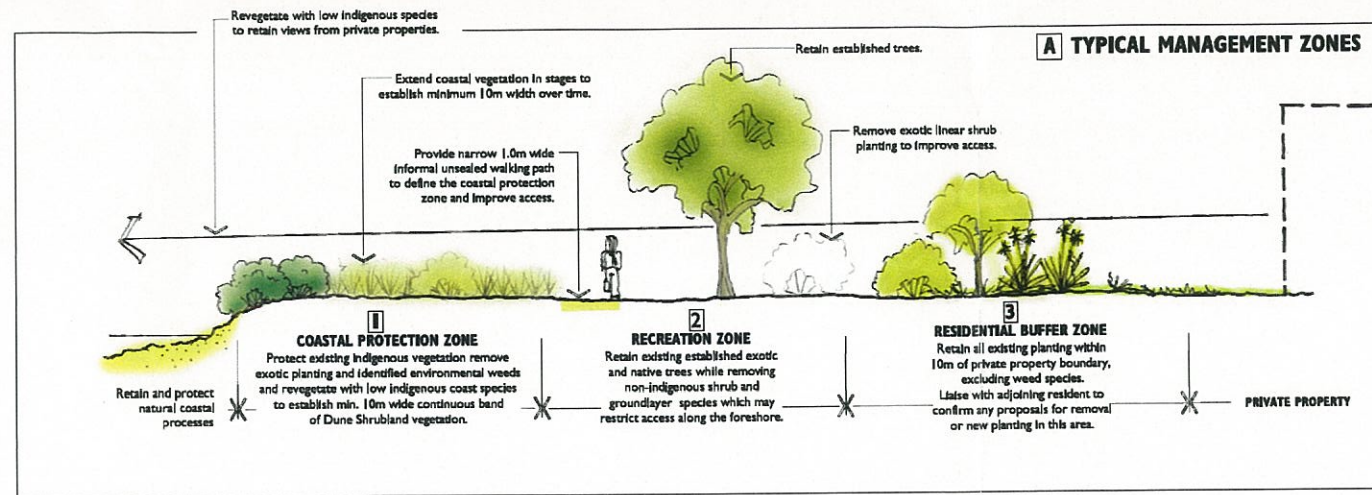 Revegetate with low indigenous species
to retain views from private properties.
A TYPICAL MANAGEMENT ZONES
Retain established trees.
Extend coastal vegetation in stages to
establish minimum 10m width over time.
Remove exotic linear shrub
planting to improve access.
Provide narrow 1.0m wide
informal unsealed walking path
to define the coastal protection
zone and improve access.
Retain and protect
natural coastal
processes
1
COASTAL PROTECTION ZONE
Protect existing indigenous vegetation remove
exotic planting and identified environmental weeds
and revegetate with low indigenous coast species
to establish min. 10m wide continuous band
of Dune Shrubland vegetation.
2
RECREATION ZONE
Retain existing established exotic
and native trees while removing
non-indigenous shrub and
groundlayer species which may
restrict access along the foreshore.
3
RESIDENTIAL BUFFER ZONE
Retain all existing planting within
10m of private property boundary,
excluding weed species.
Liaise with adjoining resident to
confirm any proposals for removal
or new planting in this area.
PRIVATE PROPERTY